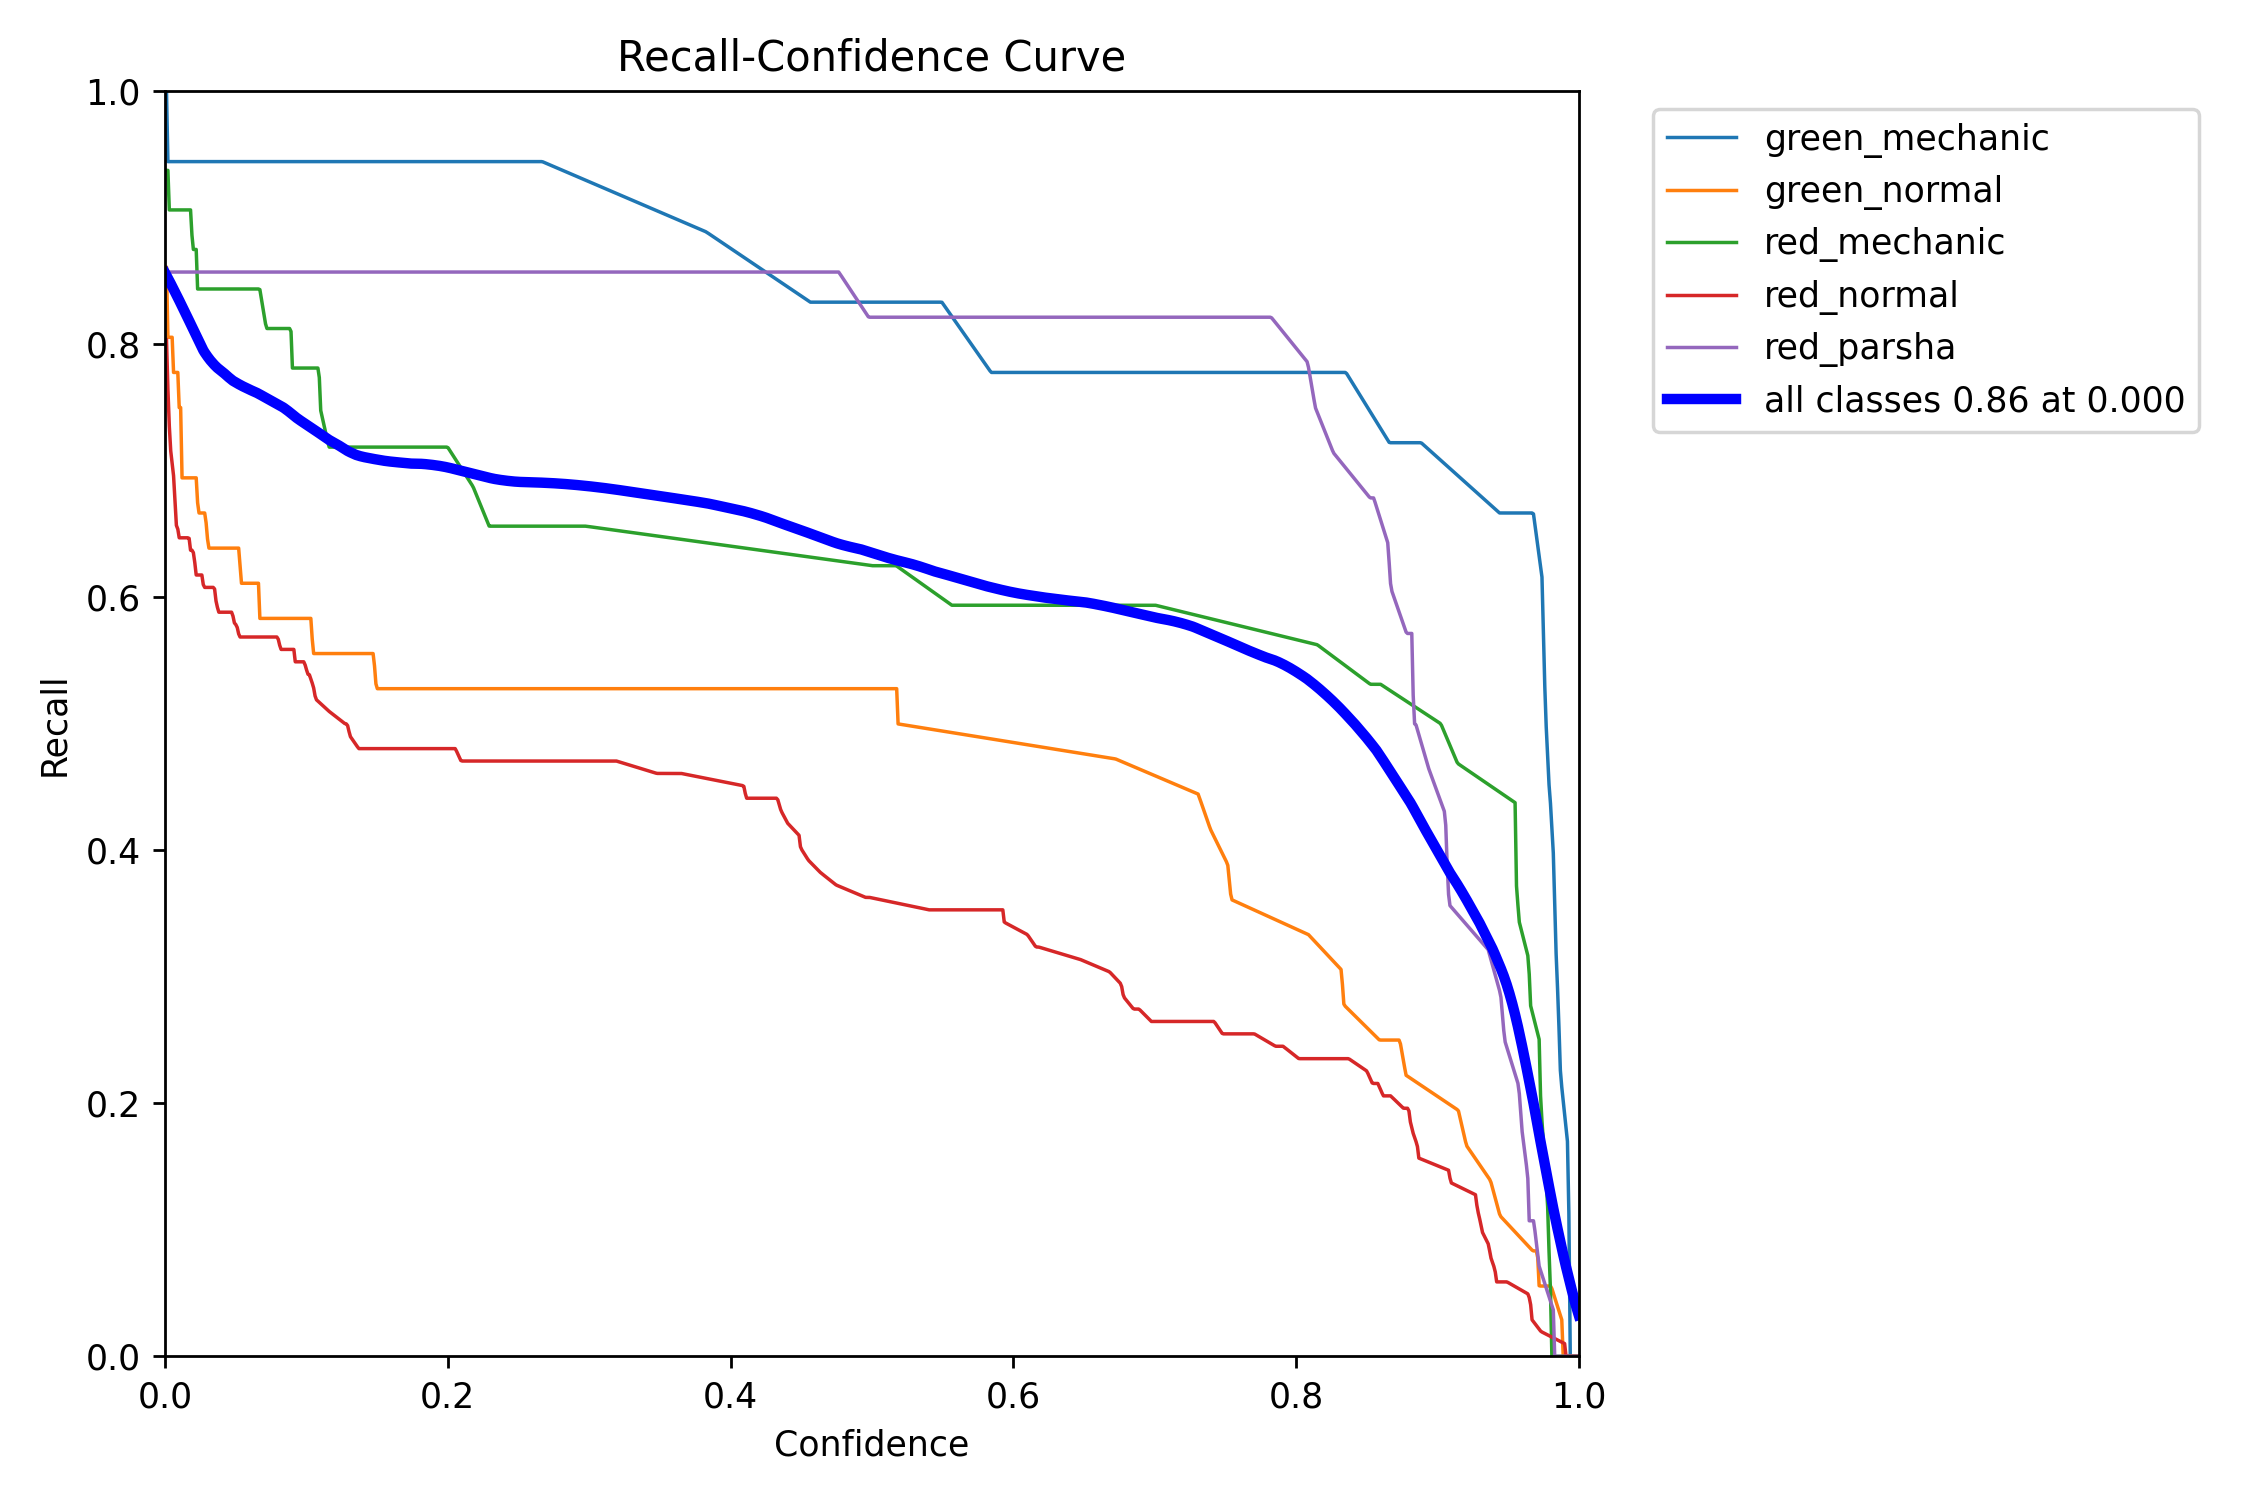 Recall-Confidence Curve
1.0
0.8
0.6
0.4
0.2
0.0
Recall
0.0 0.2 0.4 0.6 0.8 1.0
Confidence
green_mechanic
green_normal
red_mechanic
red_normal
red_parsha
all classes 0.86 at 0.000